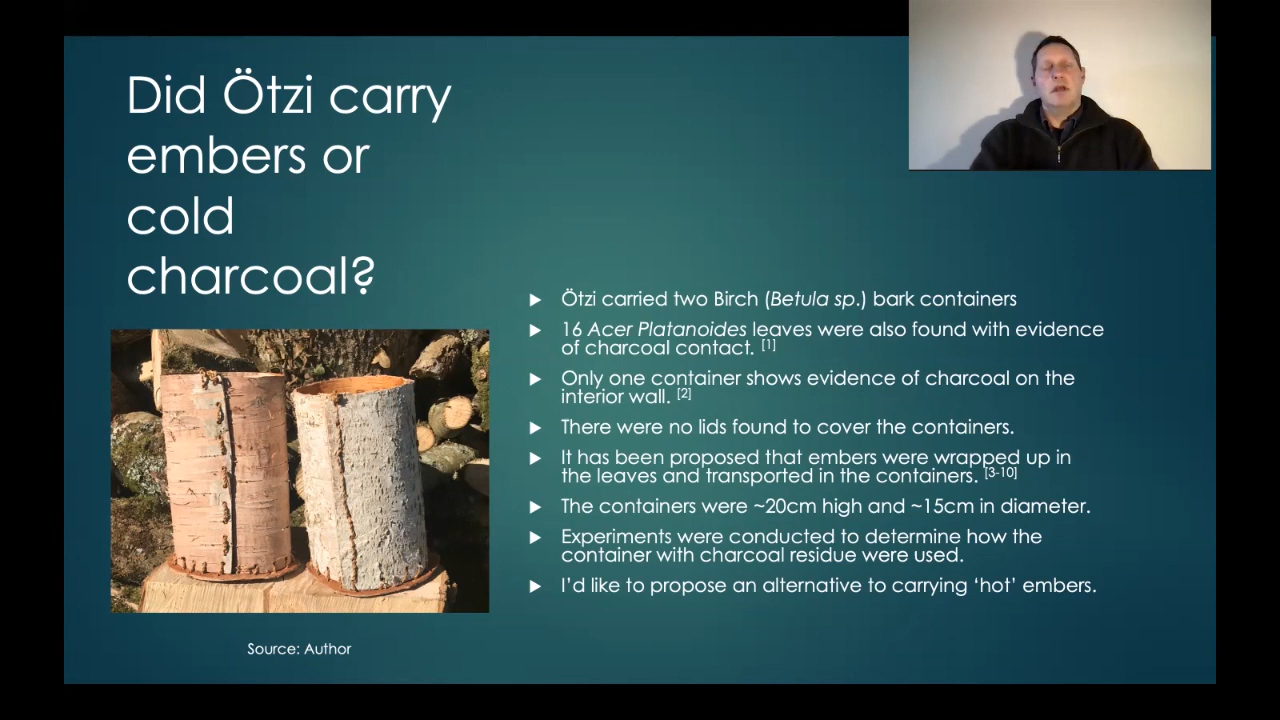 Did Ötzi carry
embers or
cold
charcoal?
Ötzi carried two Birch (Betula sp.) bark containers
16 Acer Platanoides leaves were also found with evidence
of charcoal contact. [1]
Only one container shows evidence of charcoal on the
interior wall. [2]
There were no lids found to cover the containers.
It has been proposed that embers were wrapped up in
the leaves and transported in the containers. [3-10]
The containers were ~20cm high and ~15cm in diameter.
Experiments were conducted to determine how the
container with charcoal residue were used.
I’d like to propose an alternative to carrying ‘hot’ embers.
Source: Author